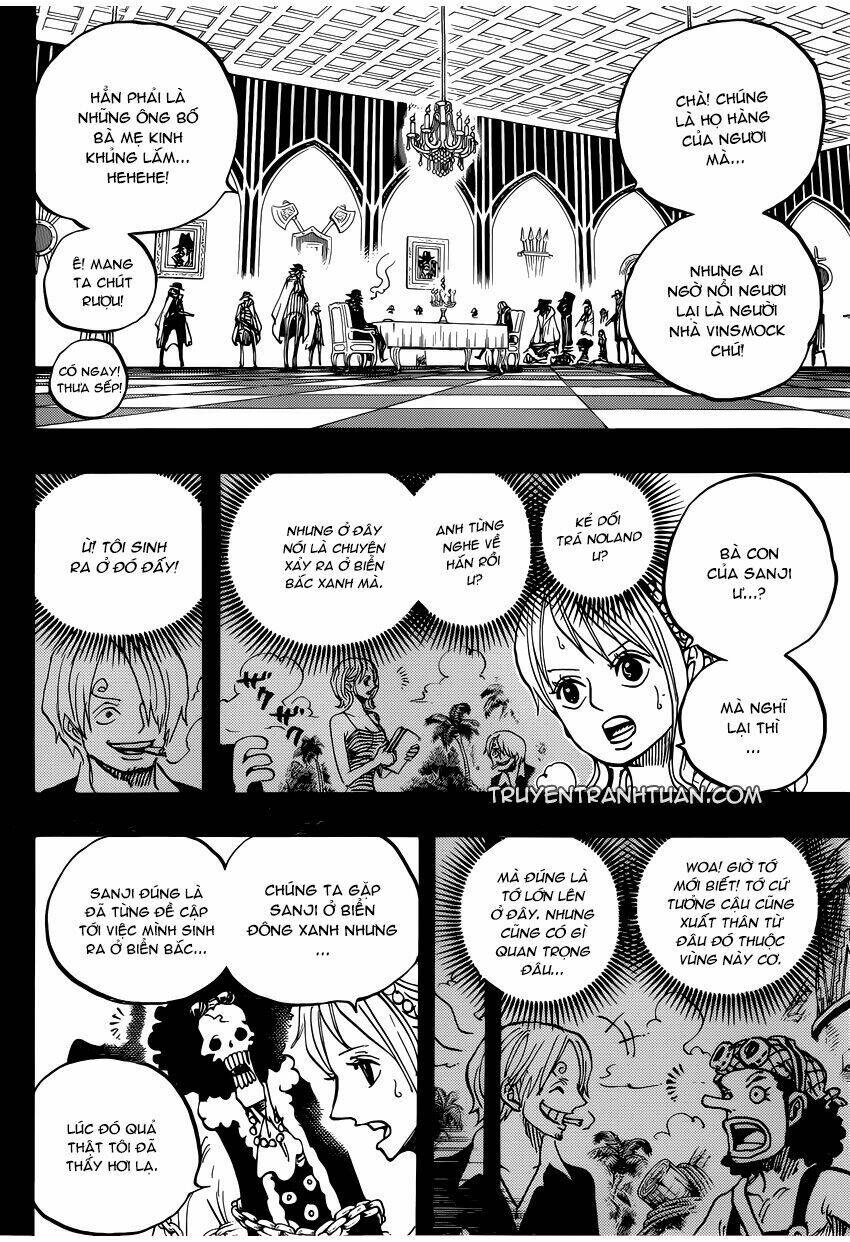 CHÀ! CHÚNG
LÀ HỌ HÀNG
CỦA NGƯƠI
MÀ...
NHƯNG AI
NGỜ NỔI NGƯƠI
LẠI LÀ NGƯỜI
NHÀ VINSMOCK
CHỨ!
HẲN PHẢI LÀ
NHỮNG ÔNG BỐ
BÀ MẸ KINH
KHỦNG LẮM...
HEHEHE!
Ê! MANG
TA CHÚT
RƯỢU!
CÓ NGAY!
THƯA SẾP!
BÀ CON
CỦA SANJI
Ư...?
MÀ NGHĨ
LẠI THÌ
...
KẺ DỐI
TRÁ NOLAND
Ư?
ANH TỪNG
NGHE VỀ
HẮN RỒI
Ư?
NHƯNG Ở ĐÂY
NÓI LÀ CHUYỆN
XẢY RA Ở BIỂN
BẮC XANH MÀ.
Ừ! TÔI SINH
RA Ở ĐÓ ĐẤY!
ザクザク
TRUYENTRANHTUAN.COM
WOA! GIỜ TỚ
MỚI BIẾT! TỚ CỨ
TƯỞNG CẬU CŨNG
XUẤT THÂN TỪ
ĐÂU ĐÓ THUỘC
VÙNG NÀY CƠ.
MÀ ĐÚNG LÀ
TỚ LỚN LÊN
Ở ĐÂY. NHƯNG
CŨNG CÓ GÌ
QUAN TRỌNG
ĐÂU...
CHÚNG TA GẶP
SANJI Ở BIỂN
ĐÔNG XANH NHƯNG
...
SANJI ĐÚNG LÀ
ĐÃ TỪNG ĐỀ CẬP
TỚI VIỆC MÌNH SINH
RA Ở BIỂN BẮC...
LÚC ĐÓ QUẢ
THẬT TÔI ĐÃ
THẤY HƠI LẠ.